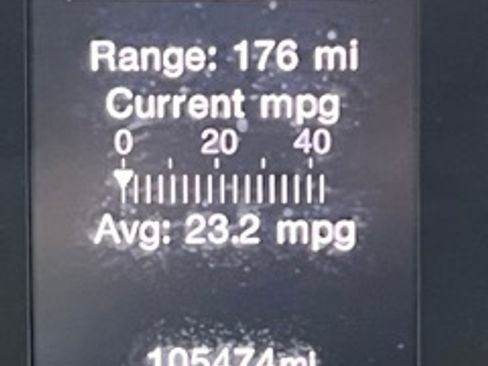 Range: 176 mi
Current mpg
0 20 40
Avg: 23.2 mpg
105474mi